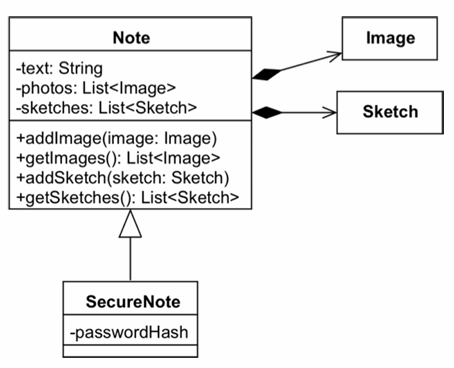 Note
-text: String
-photos: List<Image>
-sketches: List<Sketch>
+addImage(image: Image)
+getImages(): List<Image>
+addSketch(sketch: Sketch)
+getSketches(): List<Sketch>
Image
Sketch
SecureNote
-passwordHash